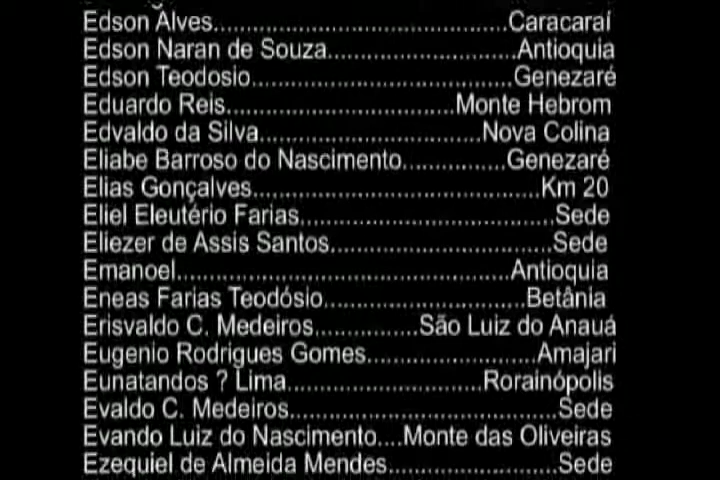 Edson Alves...................................Caracaraí
Edson Naran de Souza.......................Antioquia
Edson Teodosio................................Genezaré
Eduardo Reis............................Monte Hebrom
Edvaldo da Silva...........................Nova Colina
Eliabe Barroso do Nascimento.............Genezaré
Elias Gonçalves...................................Km 20
Eliel Eleutério Farias...............................Sede
Eliezer de Assis Santos...........................Sede
Emanoel.........................................Antioquia
Eneas Farias Teodósio.........................Betânia
Erisvaldo C. Medeiros.............São Luiz do Anauá
Eugenio Rodrigues Gomes.....................Amajari
Eunatandos ? Lima........................Rorainópolis
Evaldo C. Medeiros.................................Sede
Evando Luiz do Nascimento....Monte das Oliveiras
Ezequiel de Almeida Mendes.....................Sede